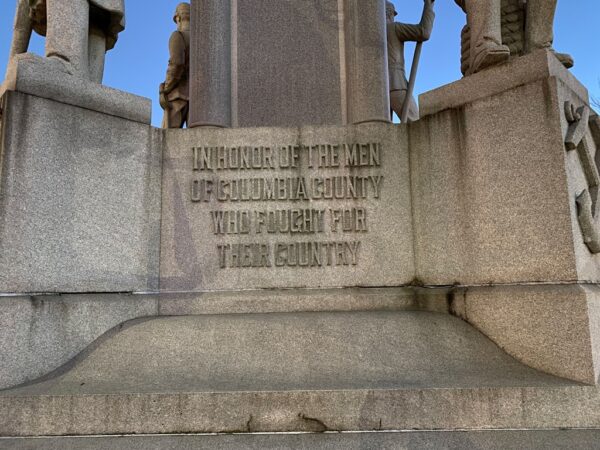 IN HONOR OF THE MEN
OF COLUMBIA COUNTY
WHO FOUGHT FOR
THEIR COUNTRY